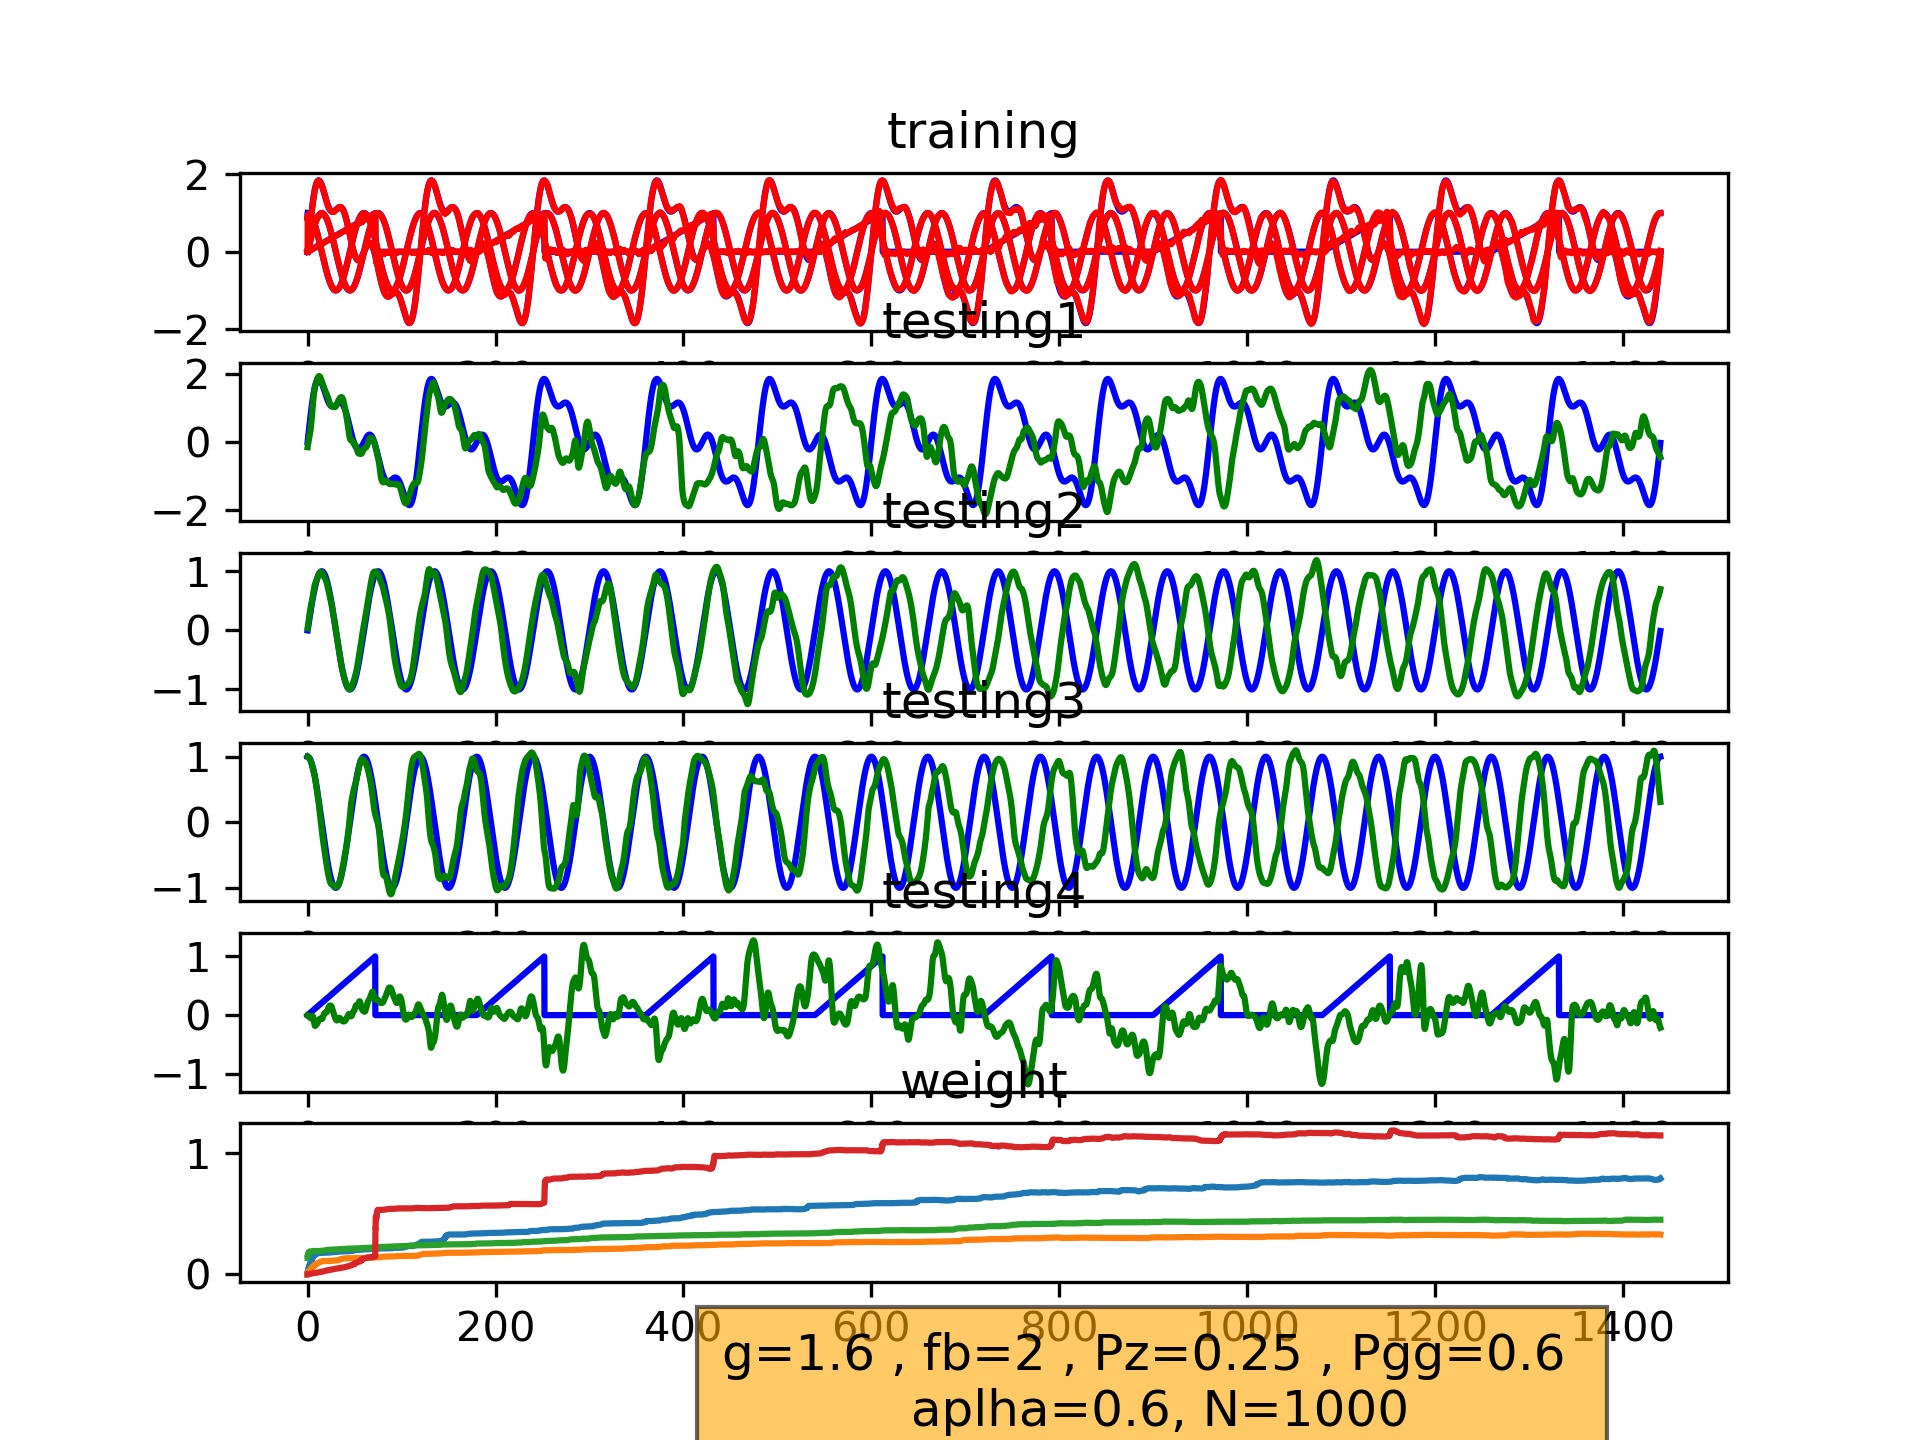 training
2
0
−2
testing1
2
0
−2
testing2
1
0
−1
testing3
1
0
−1
testing4
1
0
−1
weight
1
0
0 200 400 600 800 1000 1200 1400
g=1.6 , fb=2 , Pz=0.25 , Pgg=0.6
aplha=0.6, N=1000